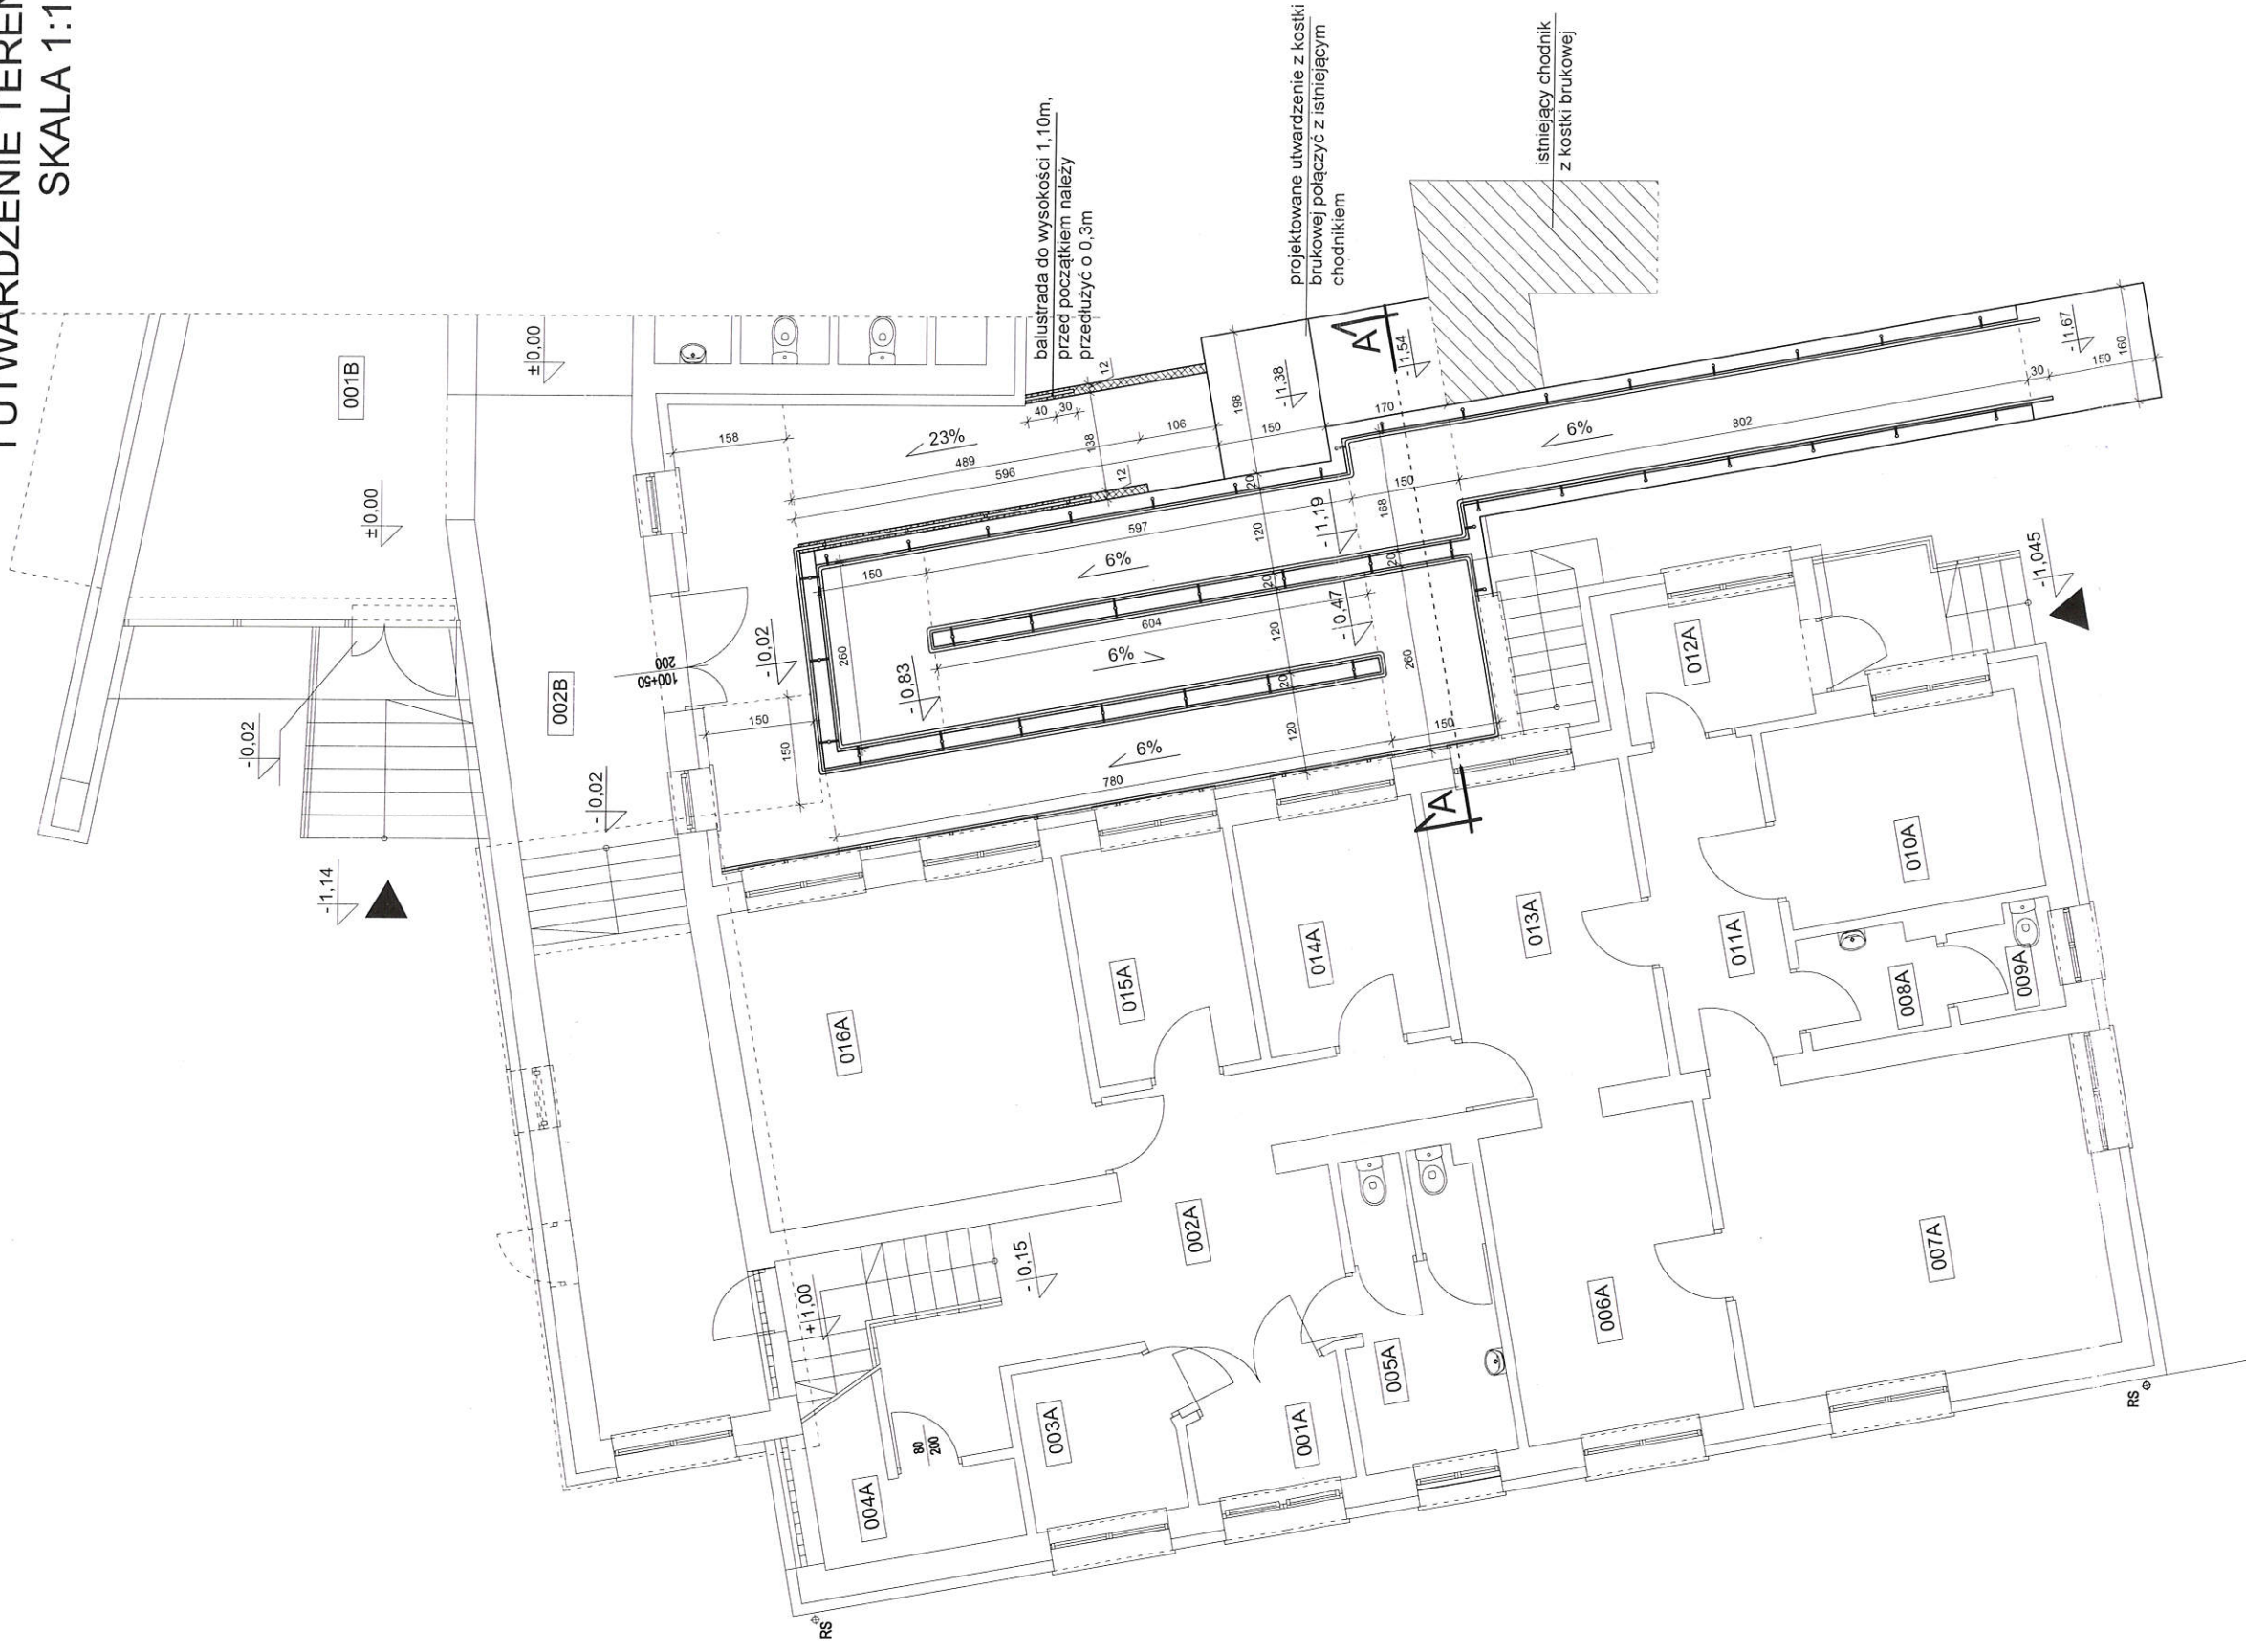 SKALA 1:1
001B
±0,00
±0,00
-0,02
-1,14
002B
-0,02
-0,02
100+50
200
158
150
150
balustrada do wysokości 1,10m,
przed początkiem należy
przedłużyć o 0,3m
projektowane utwardzenie z kostki
brukowej połączyć z istniejącym
chodnikiem
istniejący chodnik
z kostki brukowej
40
30
12
138
12
106
23%
489
596
198
-1,38
150
170
A
-1,54
20
120
597
6%
150
260
-0,83
604
6%
20
120
-1,19
-0,47
150
168
20
260
20
120
6%
780
150
A
6%
802
30
150
160
-1,67
-1,045
012A
010A
011A
013A
014A
015A
016A
008A
009A
002A
-0,15
+1,00
003A
004A
80
200
001A
005A
006A
007A
RS
RS